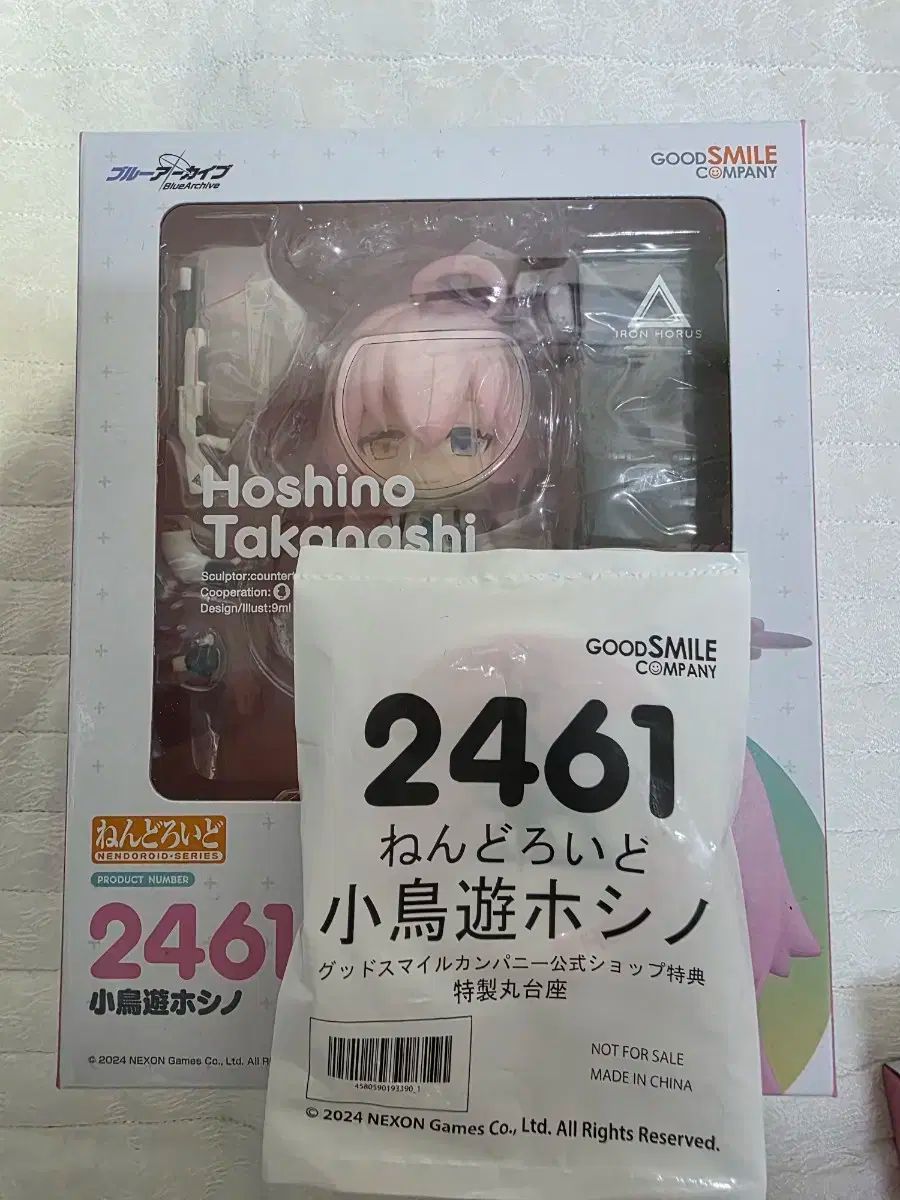 ブルーアーカイブ
BlueArchive
GOOD SMILE
COMPANY
IRON HORUS
Hoshino
Takanashi
Sculptor:counter
Cooperation:
Design/Illust:9ml
ねんどろいど
NENDOROID・SERIES
PRODUCT NUMBER
2461
小鳥遊ホシノ
© 2024 NEXON Games Co., Ltd. All R
GOOD SMILE
COMPANY
2461
ねんどろいど
小鳥遊ホシノ
グッドスマイルカンパニー公式ショップ特典
特製丸台座
4580590193390_1
NOT FOR SALE
MADE IN CHINA
© 2024 NEXON Games Co., Ltd. All Rights Reserved.